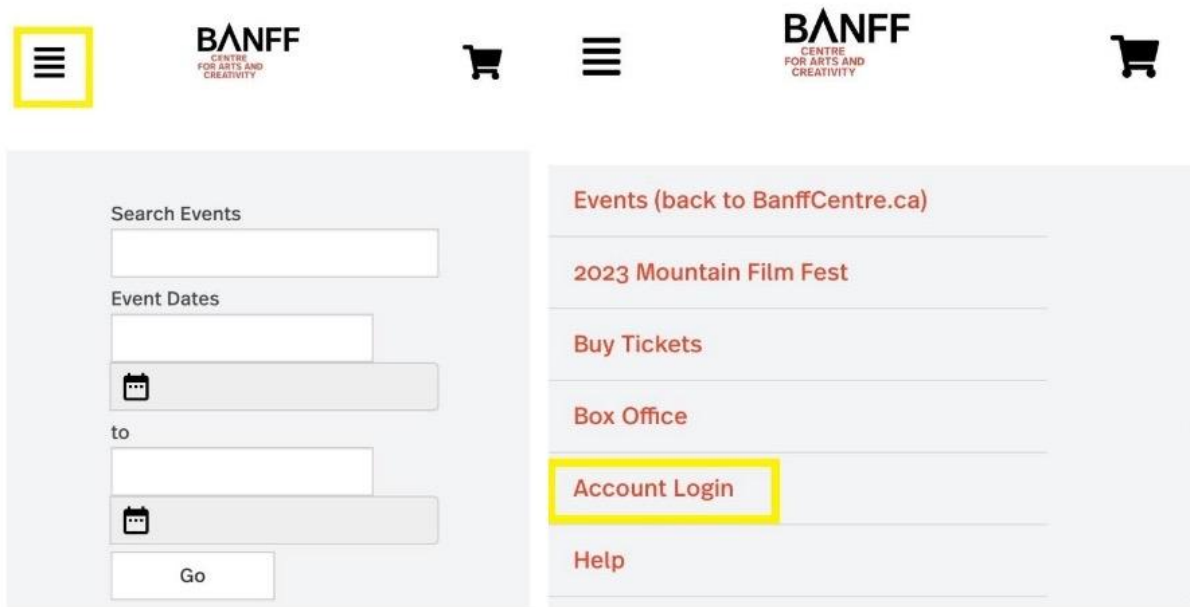 BANFF
CENTRE
FOR ARTS AND
CREATIVITY
Search Events
Event Dates
to
Go
BANFF
CENTRE
FOR ARTS AND
CREATIVITY
Events (back to BanffCentre.ca)
2023 Mountain Film Fest
Buy Tickets
Box Office
Account Login
Help